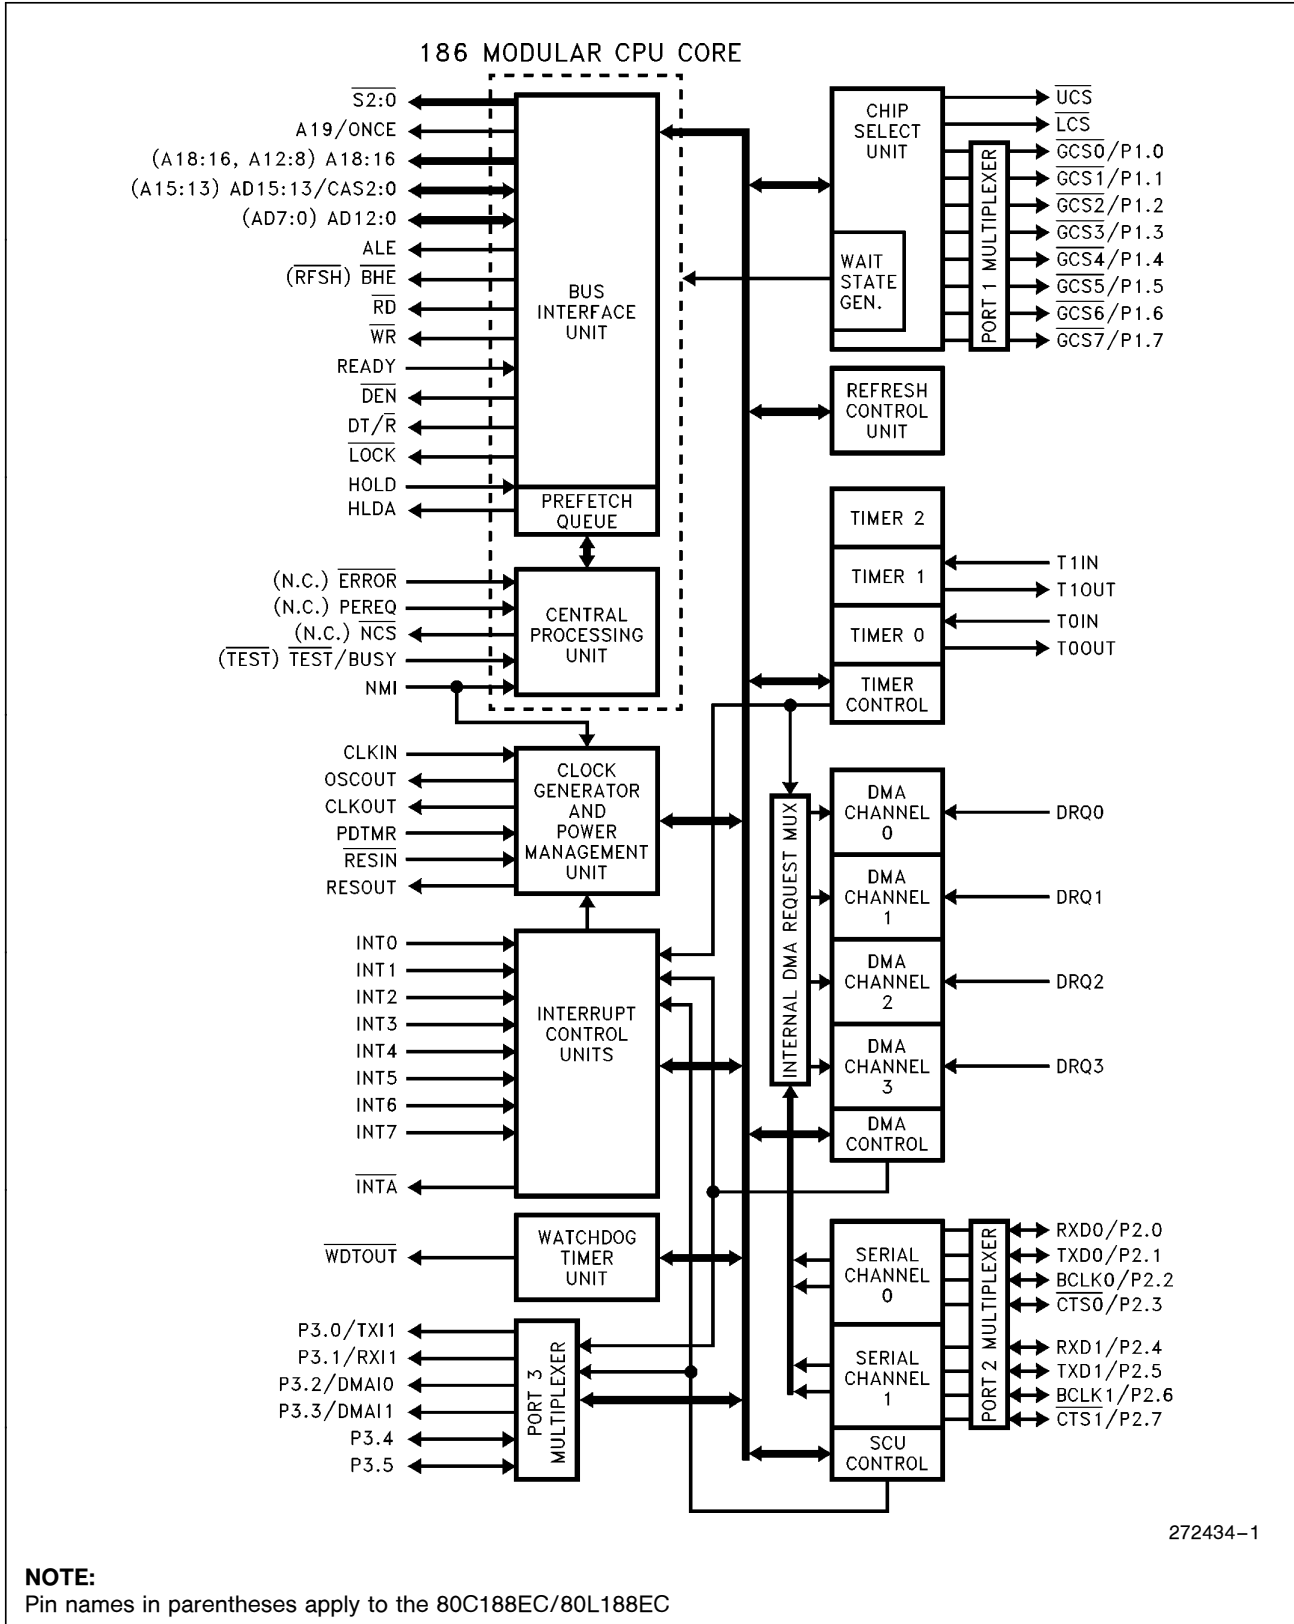 186 MODULAR CPU CORE
S2:0
A19/ONCE
(A18:16, A12:8) A18:16
(A15:13) AD15:13/CAS2:0
(AD7:0) AD12:0
ALE
(RFSH) BHE
RD
WR
READY
DEN
DT/R
LOCK
HOLD
HLDA
BUS
INTERFACE
UNIT
PREFETCH
QUEUE
(N.C.) ERROR
(N.C.) PEREQ
(N.C.) NCS
(TEST) TEST/BUSY
NMI
CENTRAL
PROCESSING
UNIT
CLKIN
OSCOUT
CLKOUT
PDTMR
RESIN
RESOUT
CLOCK
GENERATOR
AND
POWER
MANAGEMENT
UNIT
INT0
INT1
INT2
INT3
INT4
INT5
INT6
INT7
INTA
INTERRUPT
CONTROL
UNITS
WDTOUT
WATCHDOG
TIMER
UNIT
P3.0/TXI1
P3.1/RXI1
P3.2/DMAI0
P3.3/DMAI1
P3.4
P3.5
PORT 3
MULTIPLEXER
CHIP
SELECT
UNIT
WAIT
STATE
GEN.
PORT 1 MULTIPLEXER
UCS
LCS
GCS0/P1.0
GCS1/P1.1
GCS2/P1.2
GCS3/P1.3
GCS4/P1.4
GCS5/P1.5
GCS6/P1.6
GCS7/P1.7
REFRESH
CONTROL
UNIT
TIMER 2
TIMER 1
TIMER 0
TIMER
CONTROL
T1IN
T1OUT
T0IN
T0OUT
INTERNAL DMA REQUEST MUX
DMA
CHANNEL
0
DMA
CHANNEL
1
DMA
CHANNEL
2
DMA
CHANNEL
3
DMA
CONTROL
DRQ0
DRQ1
DRQ2
DRQ3
SERIAL
CHANNEL
0
SERIAL
CHANNEL
1
SCU
CONTROL
PORT 2 MULTIPLEXER
RXD0/P2.0
TXD0/P2.1
BCLK0/P2.2
CTS0/P2.3
RXD1/P2.4
TXD1/P2.5
BCLK1/P2.6
CTS1/P2.7
272434–1
NOTE:
Pin names in parentheses apply to the 80C188EC/80L188EC